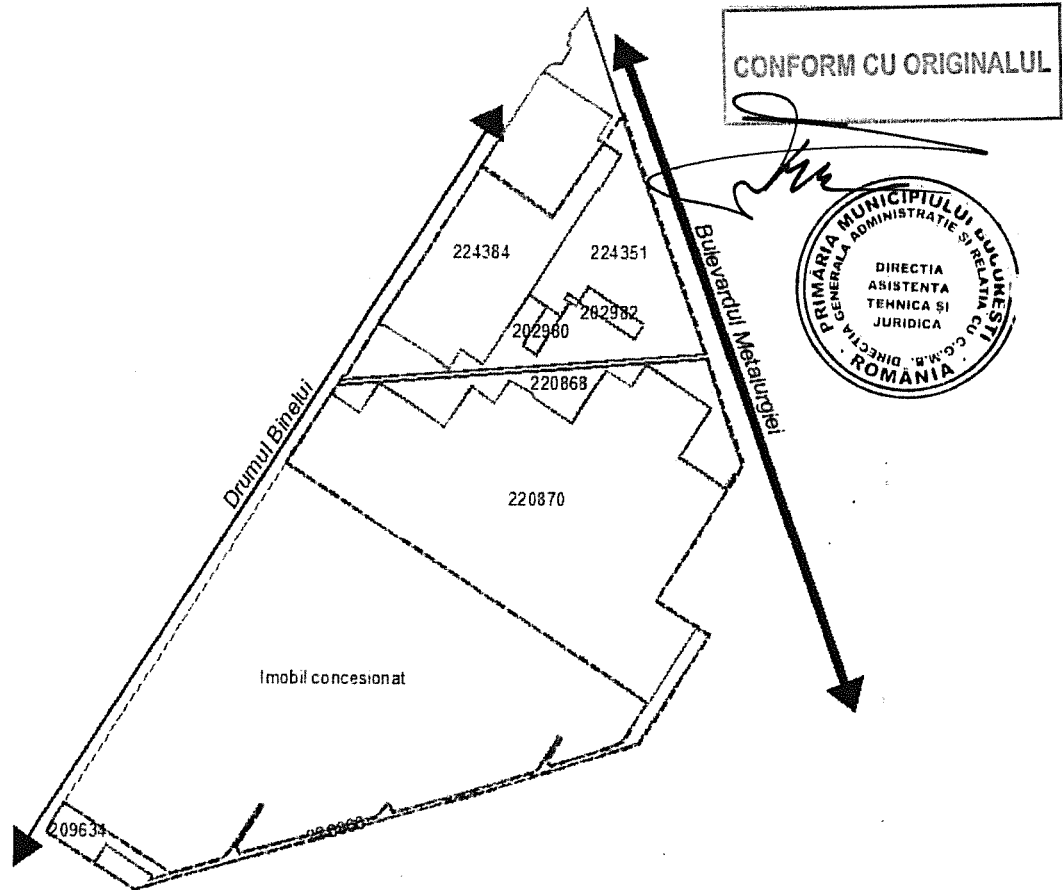 CONFORM CU ORIGINALUL
PRIMĂRIA MUNICIPIULUI BUCUREȘTI
DIRECȚIA GENERALĂ ADMINISTRAȚIE ȘI RELAȚIA CU C.G.M.B.
DIRECTIA
ASISTENTA
TEHNICA ȘI
JURIDICA
ROMÂNIA
224384
224351
202982
202980
220868
Bulevardul Metalurgiei
Drumul Binelui
220870
Imobil concesionat
209634